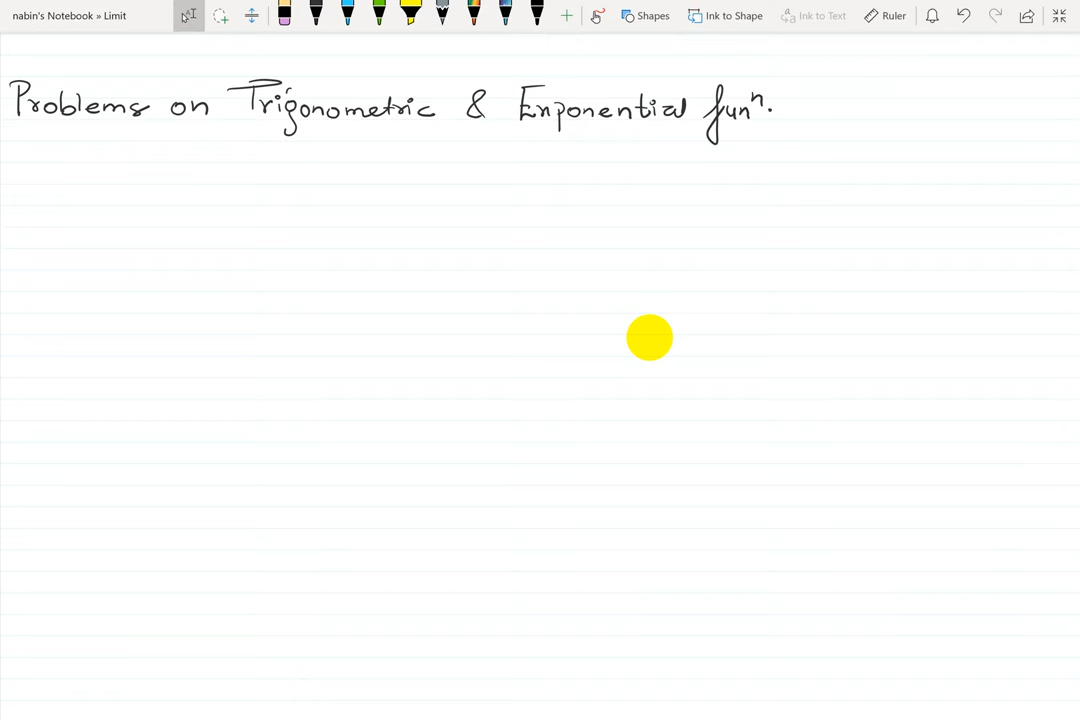 nabin's Notebook » Limit Shapes Ink to Shape Ink to Text Ruler
Problems on Trigonometric & Exponential funⁿ.